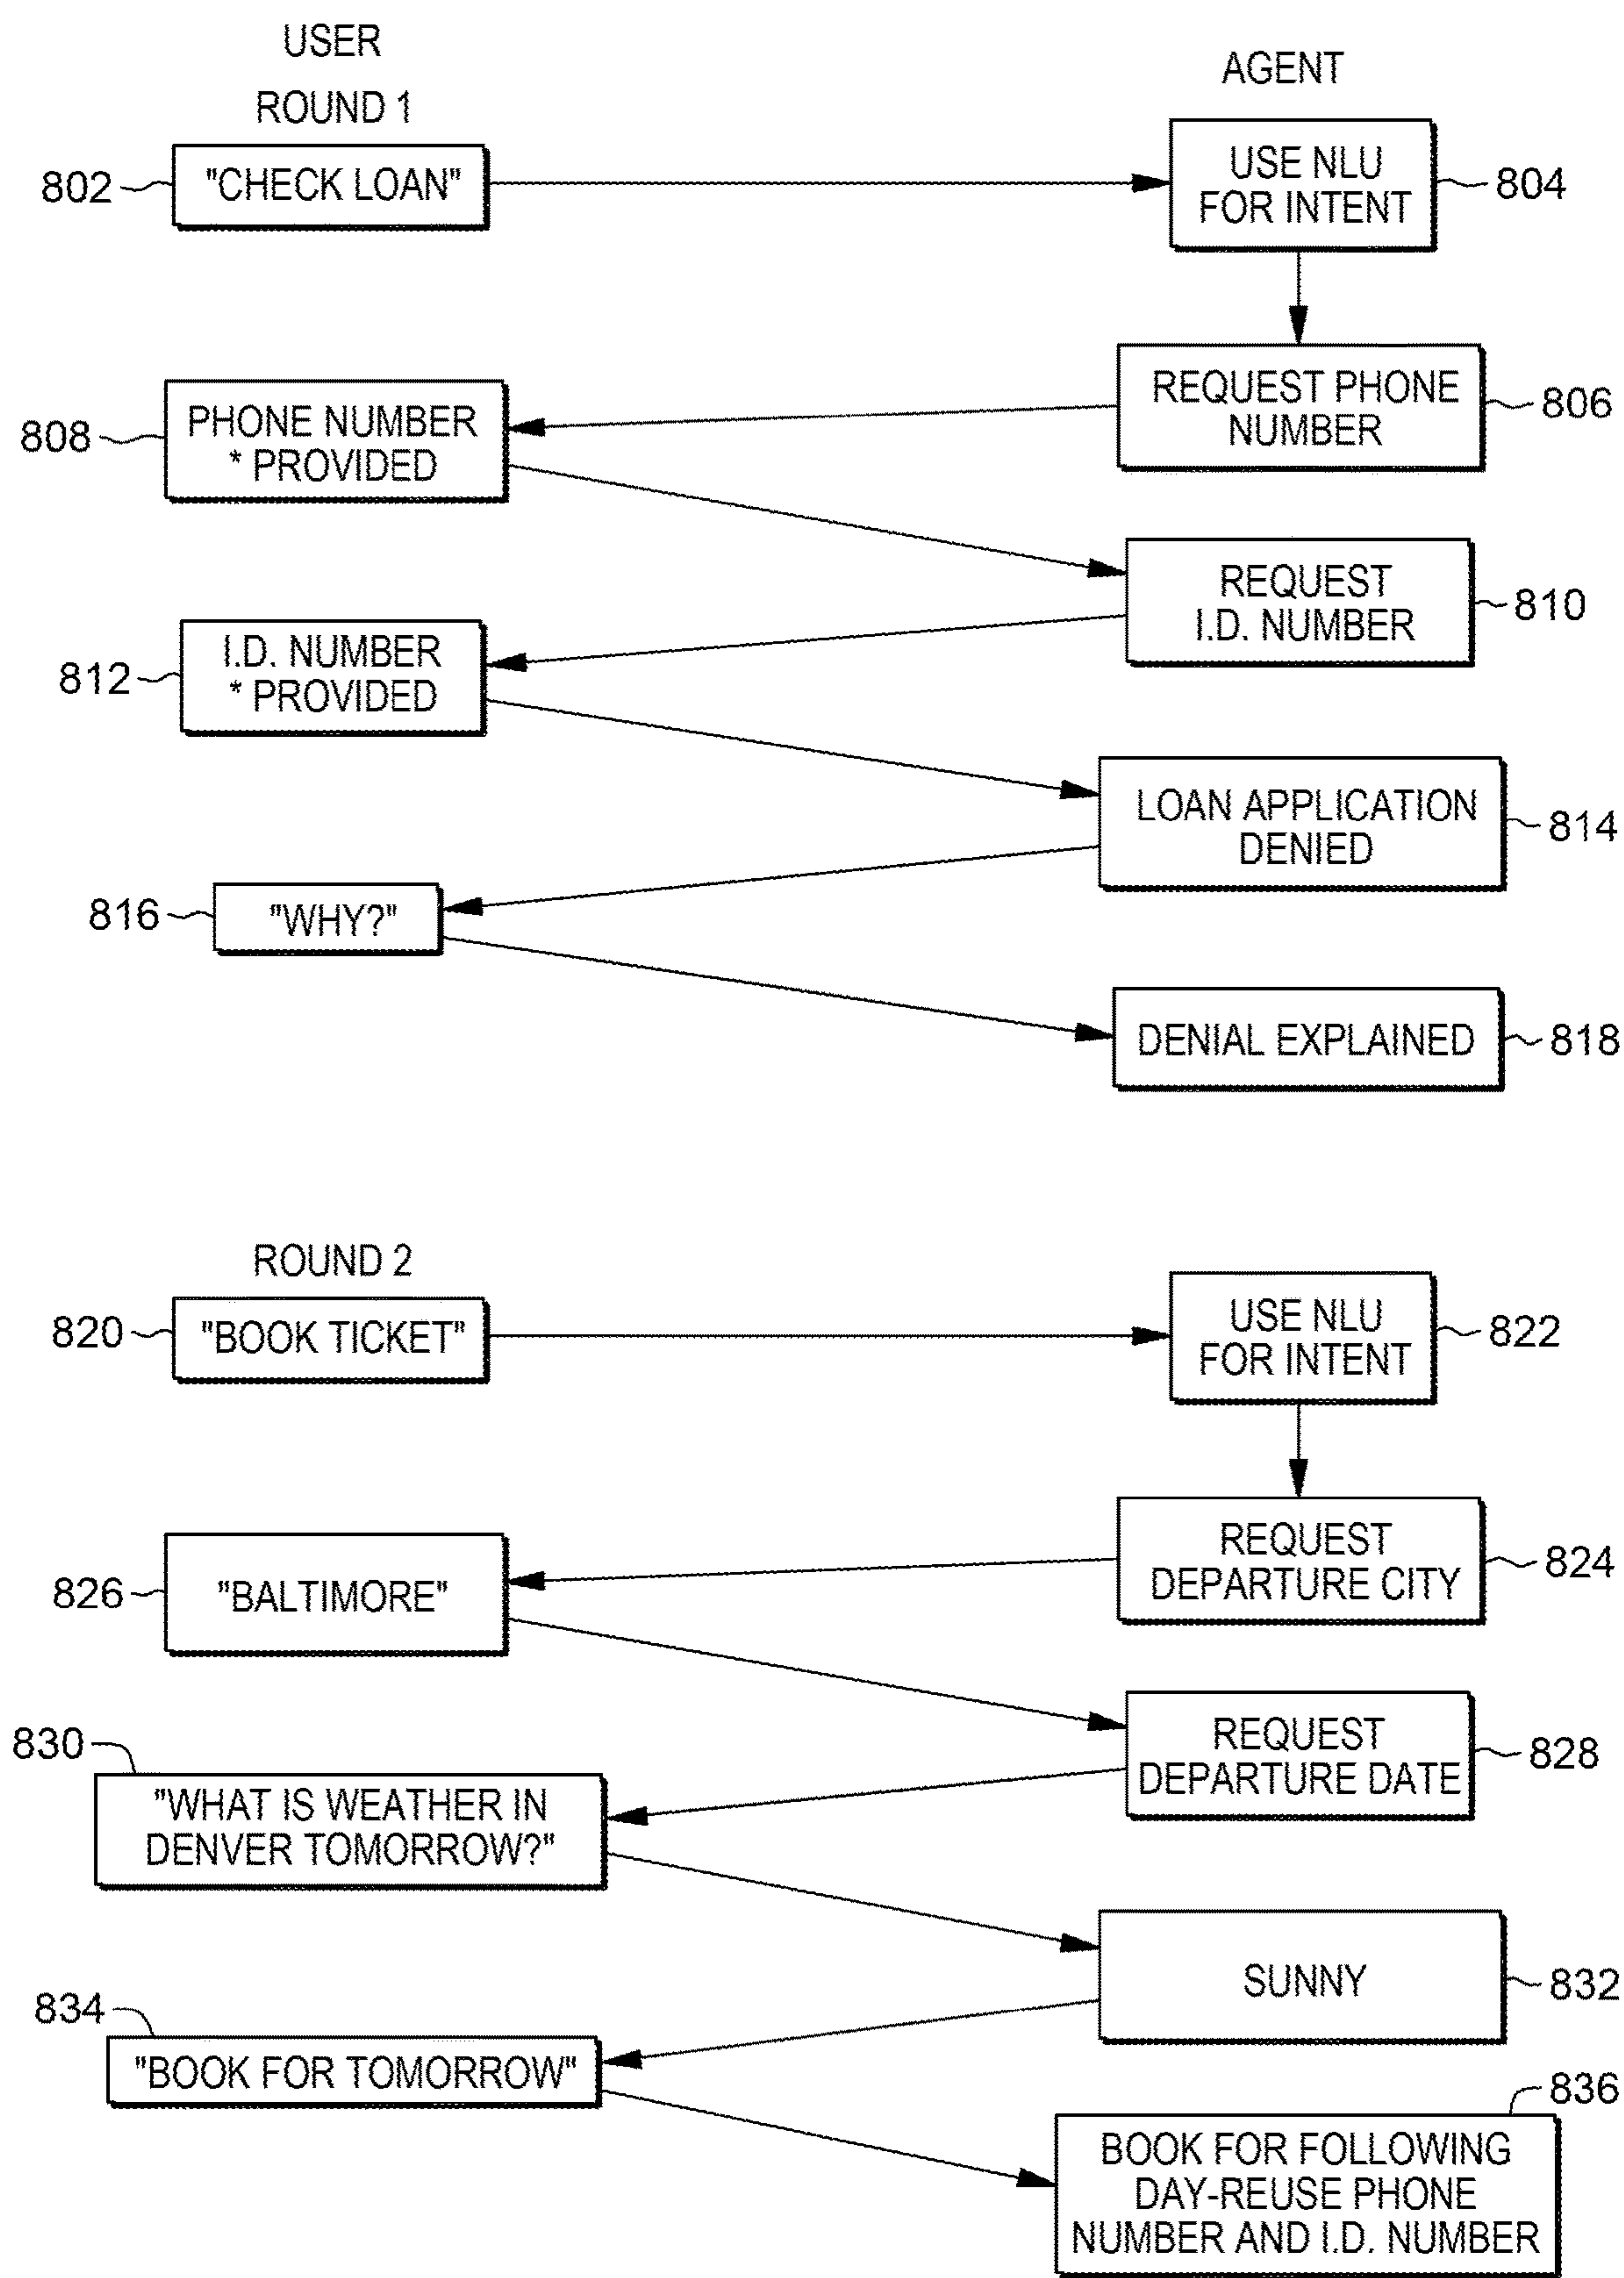 USER
AGENT
ROUND 1
802
"CHECK LOAN"
USE NLU
FOR INTENT
804
REQUEST PHONE
NUMBER
806
808
PHONE NUMBER
* PROVIDED
REQUEST
I.D. NUMBER
810
812
I.D. NUMBER
* PROVIDED
LOAN APPLICATION
DENIED
814
816
"WHY?"
DENIAL EXPLAINED
818
ROUND 2
820
"BOOK TICKET"
USE NLU
FOR INTENT
822
REQUEST
DEPARTURE CITY
824
826
"BALTIMORE"
REQUEST
DEPARTURE DATE
828
830
"WHAT IS WEATHER IN
DENVER TOMORROW?"
SUNNY
832
834
"BOOK FOR TOMORROW"
836
BOOK FOR FOLLOWING
DAY-REUSE PHONE
NUMBER AND I.D. NUMBER